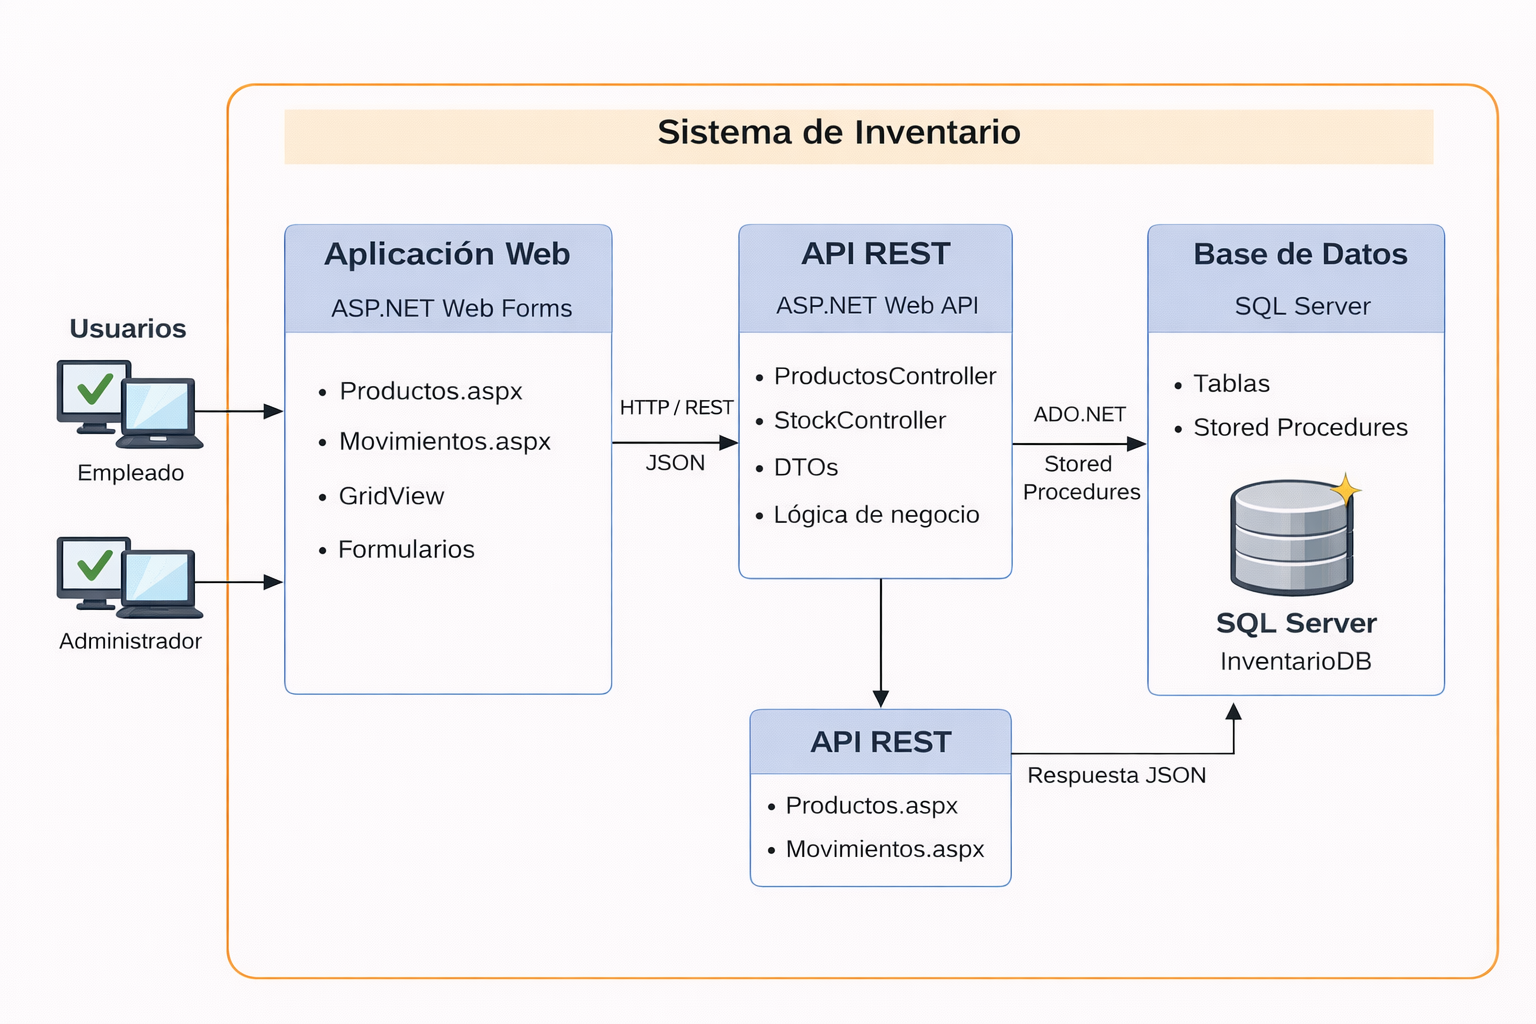 Sistema de Inventario
Usuarios
Empleado
Administrador
Aplicación Web
ASP.NET Web Forms
• Productos.aspx
• Movimientos.aspx
• GridView
• Formularios
HTTP / REST
JSON
API REST
ASP.NET Web API
• ProductosController
• StockController
• DTOs
• Lógica de negocio
ADO.NET
Stored
Procedures
Base de Datos
SQL Server
• Tablas
• Stored Procedures
SQL Server
InventarioDB
API REST
• Productos.aspx
• Movimientos.aspx
Respuesta JSON